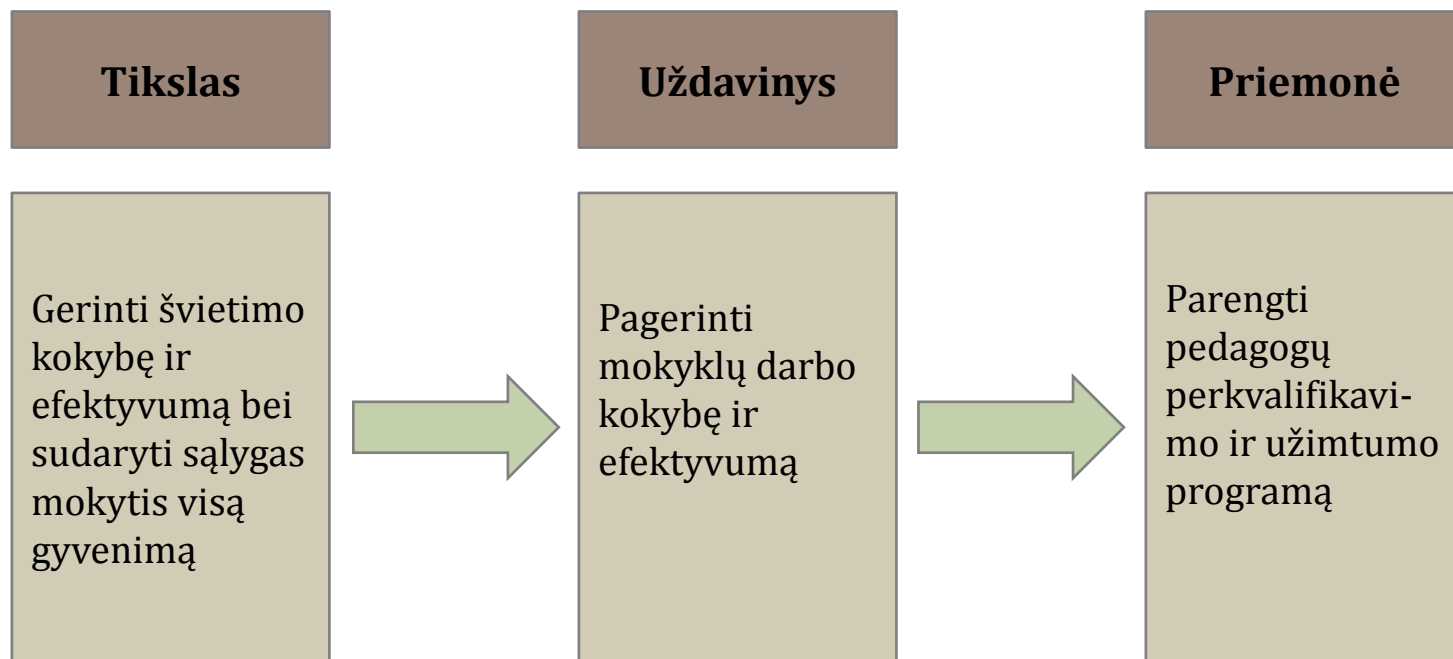 Tikslas
Uždavinys
Priemonė
Gerinti švietimo
kokybę ir
efektyvumą bei
sudaryti sąlygas
mokytis visą
gyvenimą
Pagerinti
mokyklų darbo
kokybę ir
efektyvumą
Parengti
pedagogų
perkvalifikavi-
mo ir užimtumo
programą